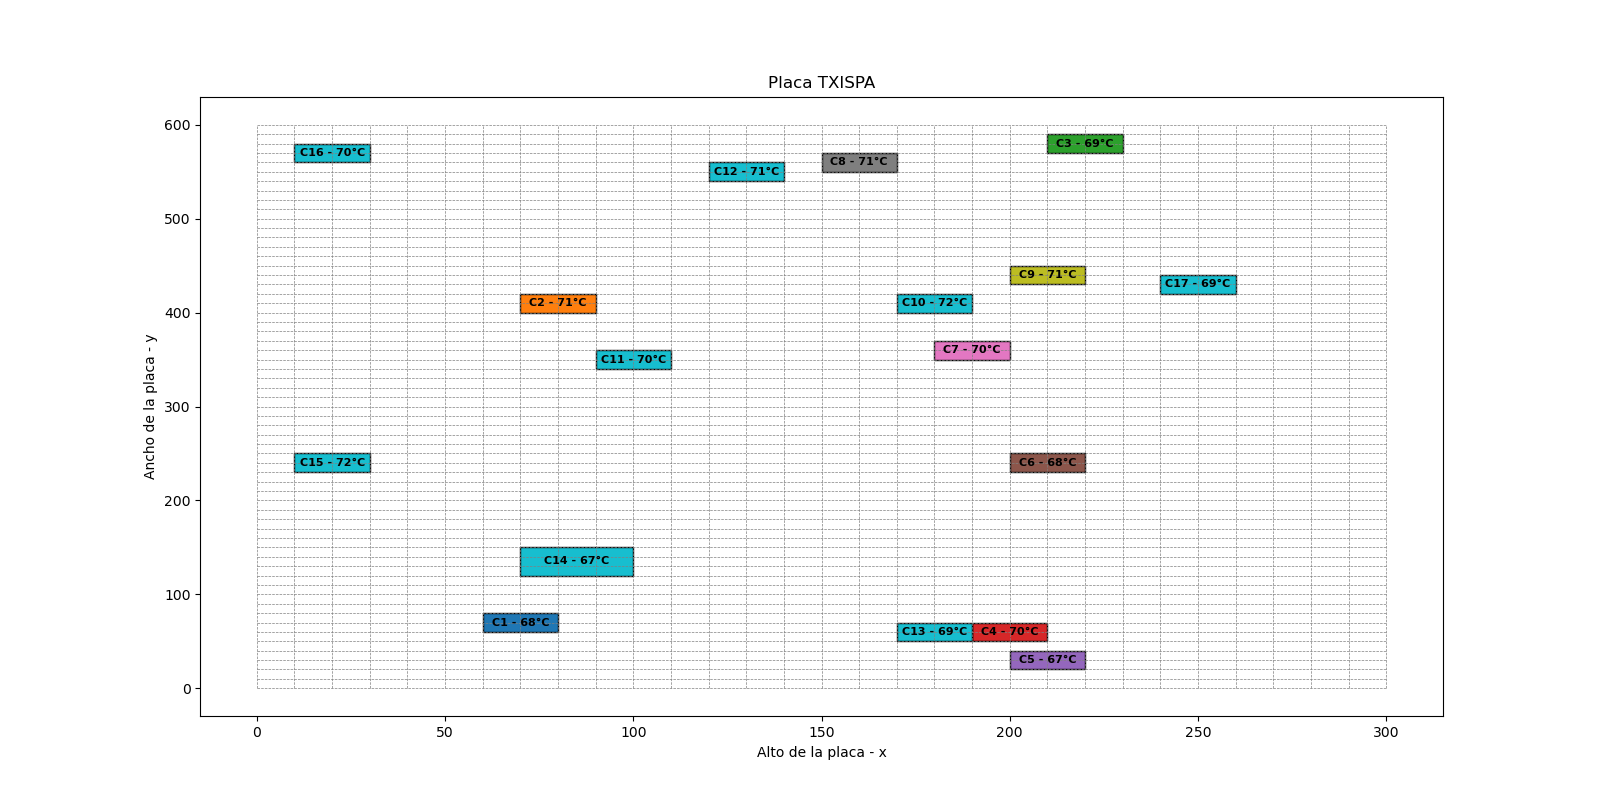 Placa TXISPA
600
C3 - 69°C
C16 - 70°C
C8 - 71°C
C12 - 71°C
500
C9 - 71°C
C17 - 69°C
C2 - 71°C
C10 - 72°C
400
C7 - 70°C
C11 - 70°C
300
C15 - 72°C
C6 - 68°C
200
C14 - 67°C
100
C1 - 68°C
C13 - 69°C
C4 - 70°C
C5 - 67°C
0
Ancho de la placa - y
0 50 100 150 200 250 300
Alto de la placa - x